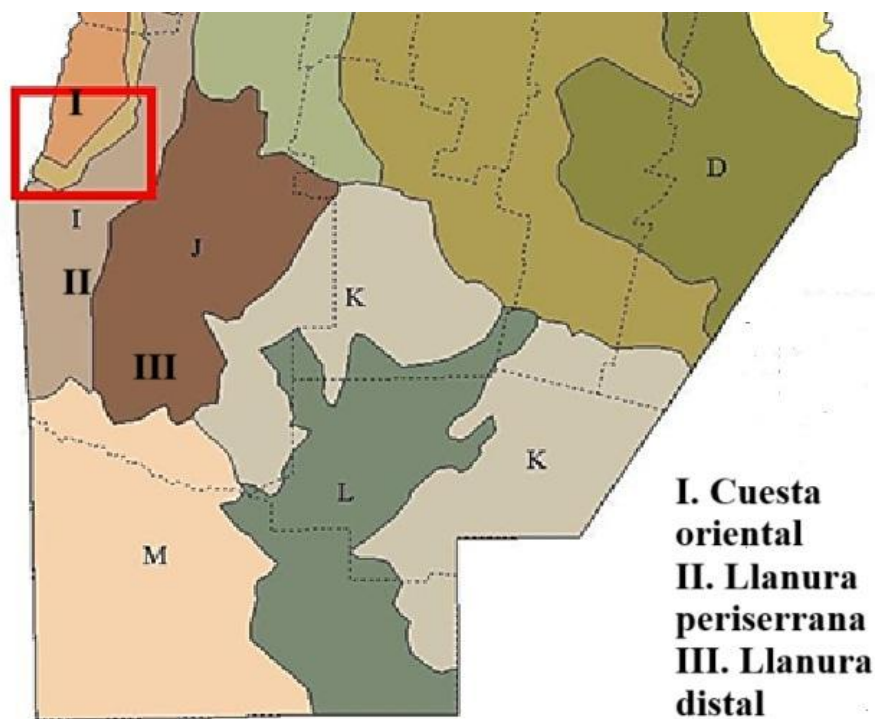 I
D
I
J
II
K
III
K
L
M
I. Cuesta
oriental
II. Llanura
periserrana
III. Llanura
distal